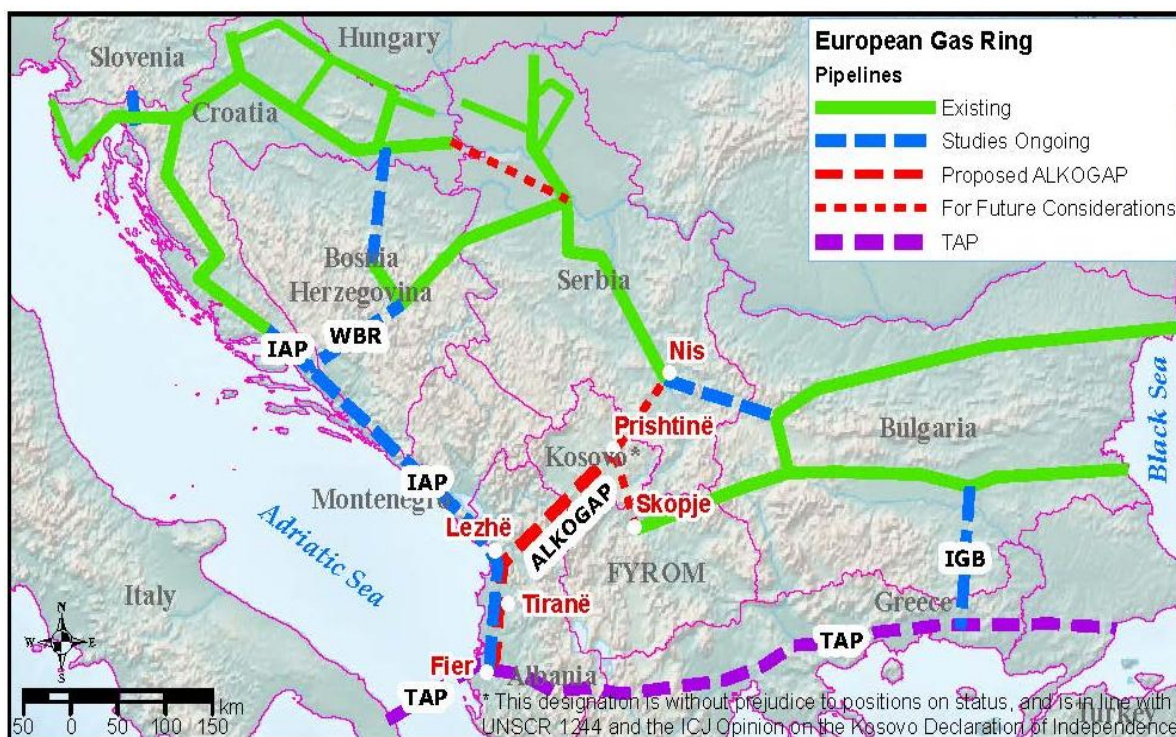 European Gas Ring
Pipelines
Existing
Studies Ongoing
Proposed ALKOGAP
For Future Considerations
TAP
Hungary
Slovenia
Croatia
Bosnia
Herzegovina
Serbia
WBR
IAP
Nis
Prishtinë
Kosovo*
Bulgaria
Black Sea
IAP
Montenegro
Lezhë
ALKOGAP
Skopje
FYROM
IGB
Adriatic Sea
Italy
Tiranë
Greece
TAP
N
W E
S
Fier
Albania
TAP
Turkey
50 0 50 100 150 km
* This designation is without prejudice to positions on status, and is in line with
UNSCR 1244 and the ICJ Opinion on the Kosovo Declaration of Independence